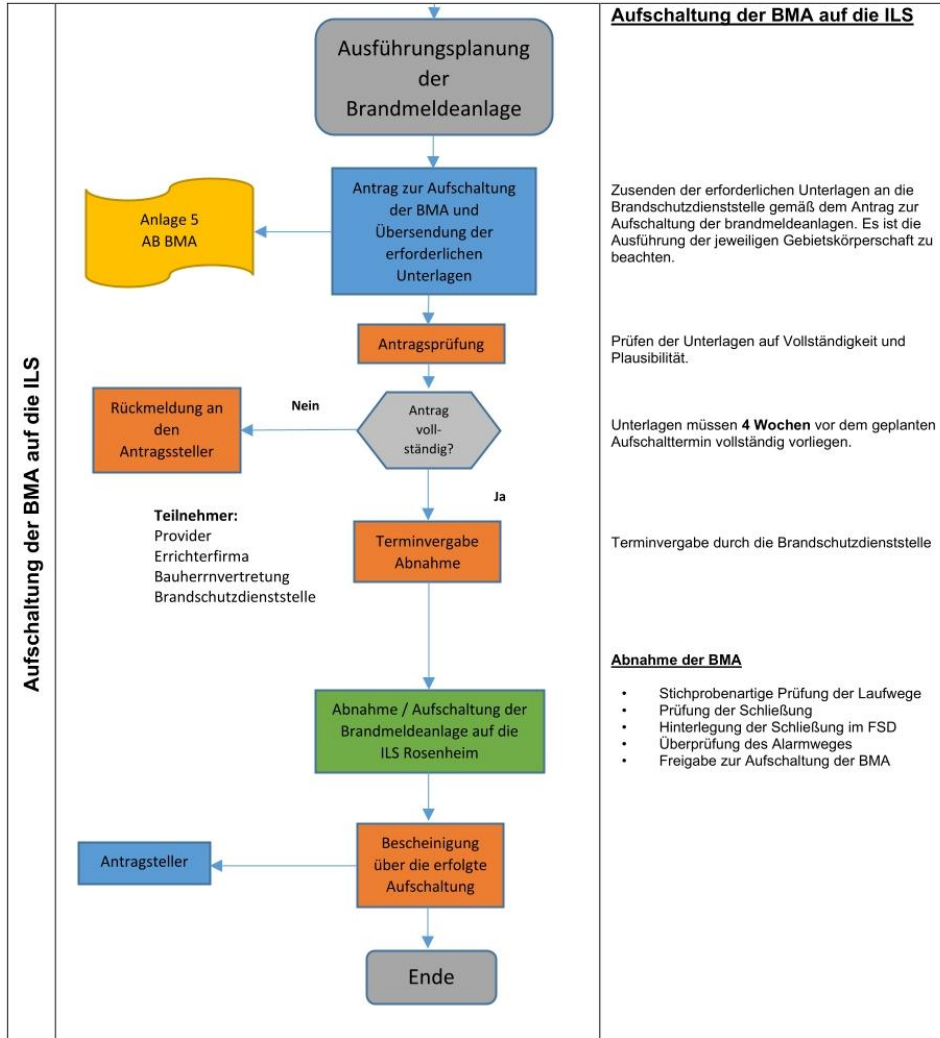 Aufschaltung der BMA auf die ILS
Ausführungsplanung
der
Brandmeldeanlage
Aufschaltung der BMA auf die ILS
Antrag zur Aufschaltung
der BMA und
Übersendung der
erforderlichen
Unterlagen
Anlage 5
AB BMA
Zusenden der erforderlichen Unterlagen an die
Brandschutzdienststelle gemäß dem Antrag zur
Aufschaltung der brandmeldeanlagen. Es ist die
Ausführung der jeweiligen Gebietskörperschaft zu
beachten.
Antragsprüfung
Prüfen der Unterlagen auf Vollständigkeit und
Plausibilität.
Antrag
voll-
ständig?
Nein
Rückmeldung an
den
Antragssteller
Unterlagen müssen 4 Wochen vor dem geplanten
Aufschalttermin vollständig vorliegen.
Ja
Teilnehmer:
Provider
Errichterfirma
Bauherrnvertretung
Brandschutzdienststelle
Terminvergabe
Abnahme
Terminvergabe durch die Brandschutzdienststelle
Abnahme / Aufschaltung der
Brandmeldeanlage auf die
ILS Rosenheim
Abnahme der BMA
• Stichprobenartige Prüfung der Laufwege
• Prüfung der Schließung
• Hinterlegung der Schließung im FSD
• Überprüfung des Alarmweges
• Freigabe zur Aufschaltung der BMA
Bescheinigung
über die erfolgte
Aufschaltung
Antragsteller
Ende